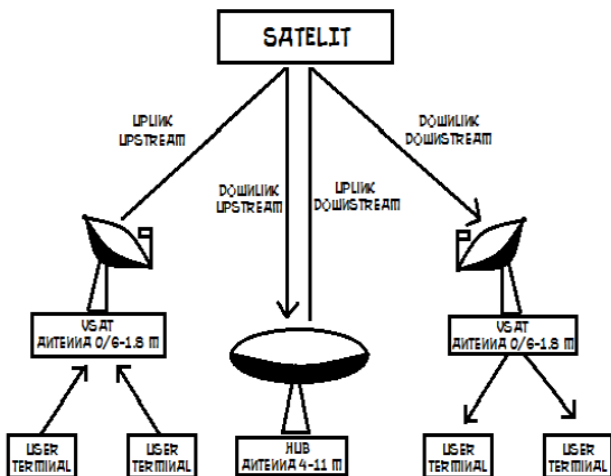 SATELIT
UPLINK
UPSTREAM
DOWNLINK
DOWNSTREAM
DOWNLINK
UPSTREAM
UPLINK
DOWNSTREAM
VSAT
ANTENNA 0/6-1.8 M
VSAT
ANTENNA 0/6-1.8 M
USER
TERMINAL
USER
TERMINAL
HUB
ANTENNA 4-11 M
USER
TERMINAL
USER
TERMINAL